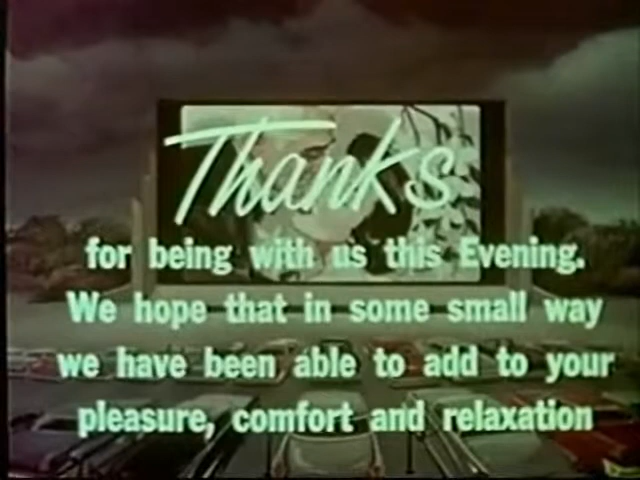 Thanks
for being with us this Evening.
We hope that in some small way
we have been able to add to your
pleasure, comfort and relaxation